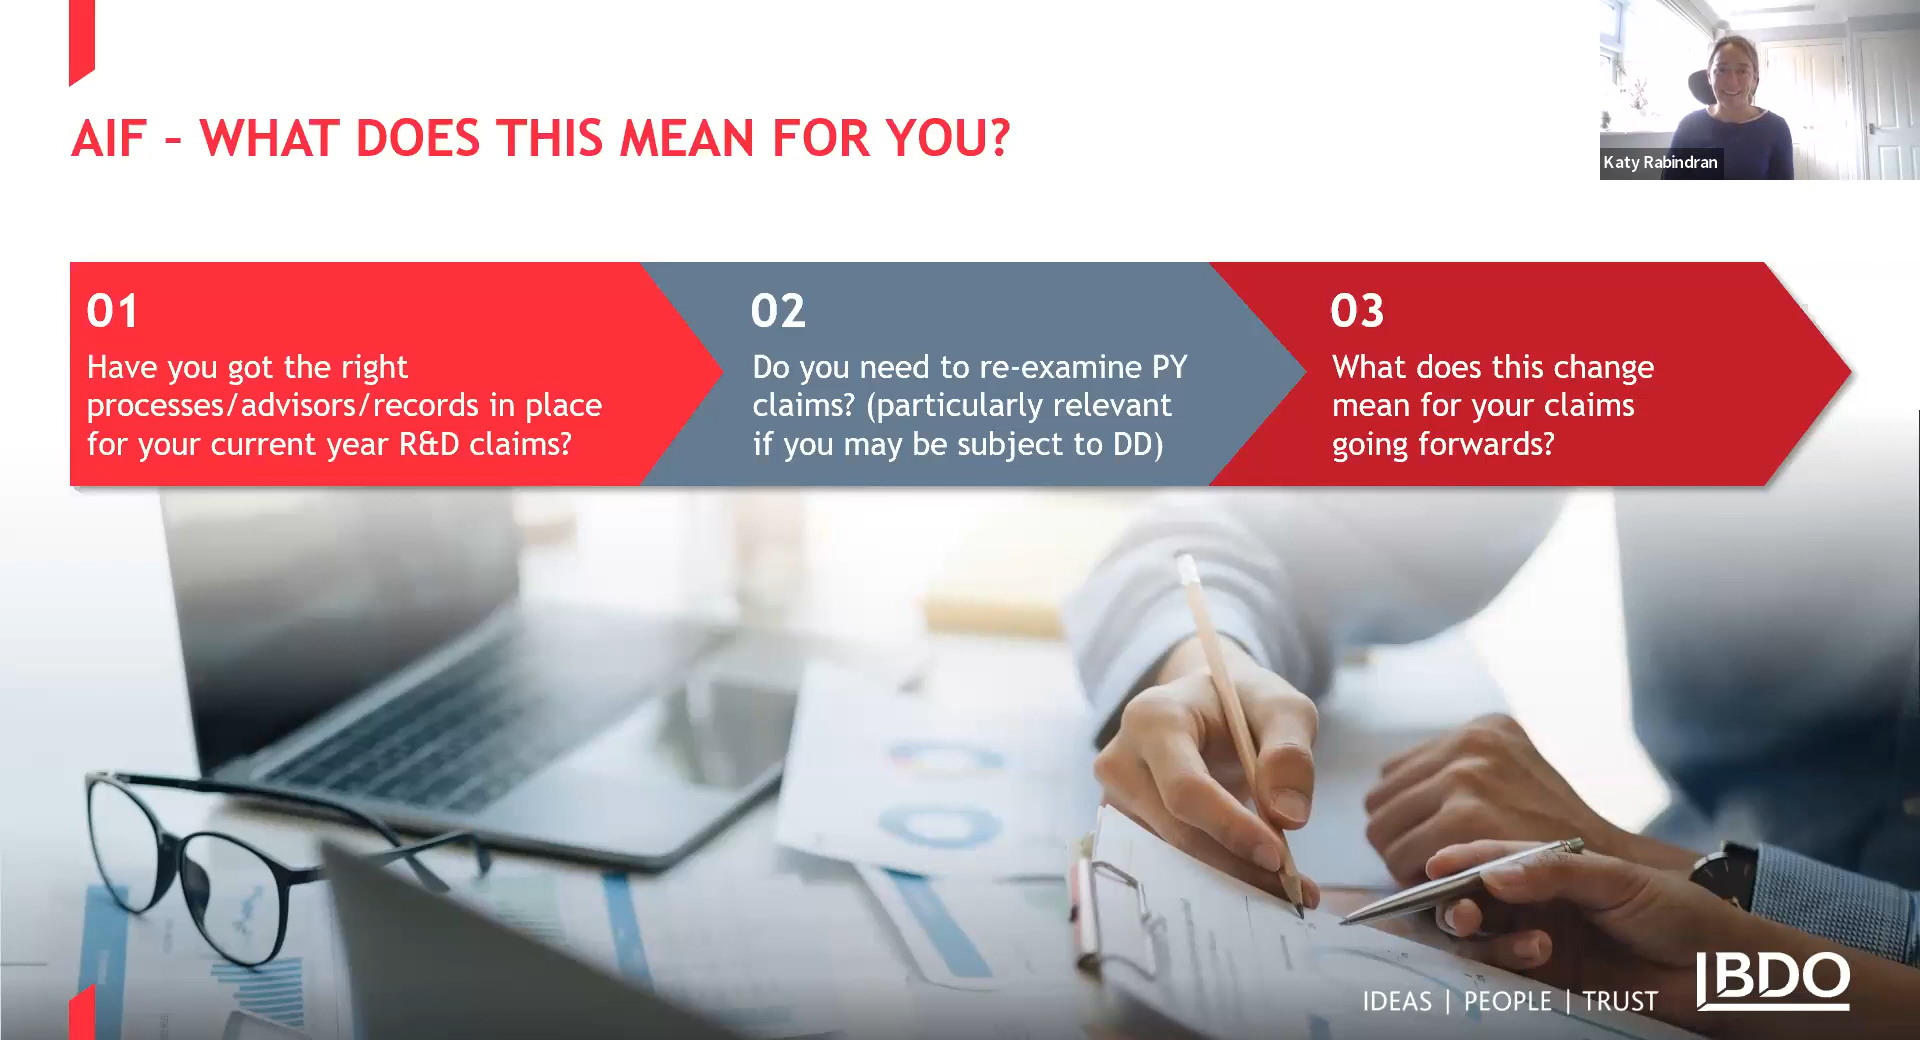 AIF – WHAT DOES THIS MEAN FOR YOU?
Katy Rabindran
01
Have you got the right
processes/advisors/records in place
for your current year R&D claims?
02
Do you need to re-examine PY
claims? (particularly relevant
if you may be subject to DD)
03
What does this change
mean for your claims
going forwards?
IDEAS | PEOPLE | TRUST
BDO